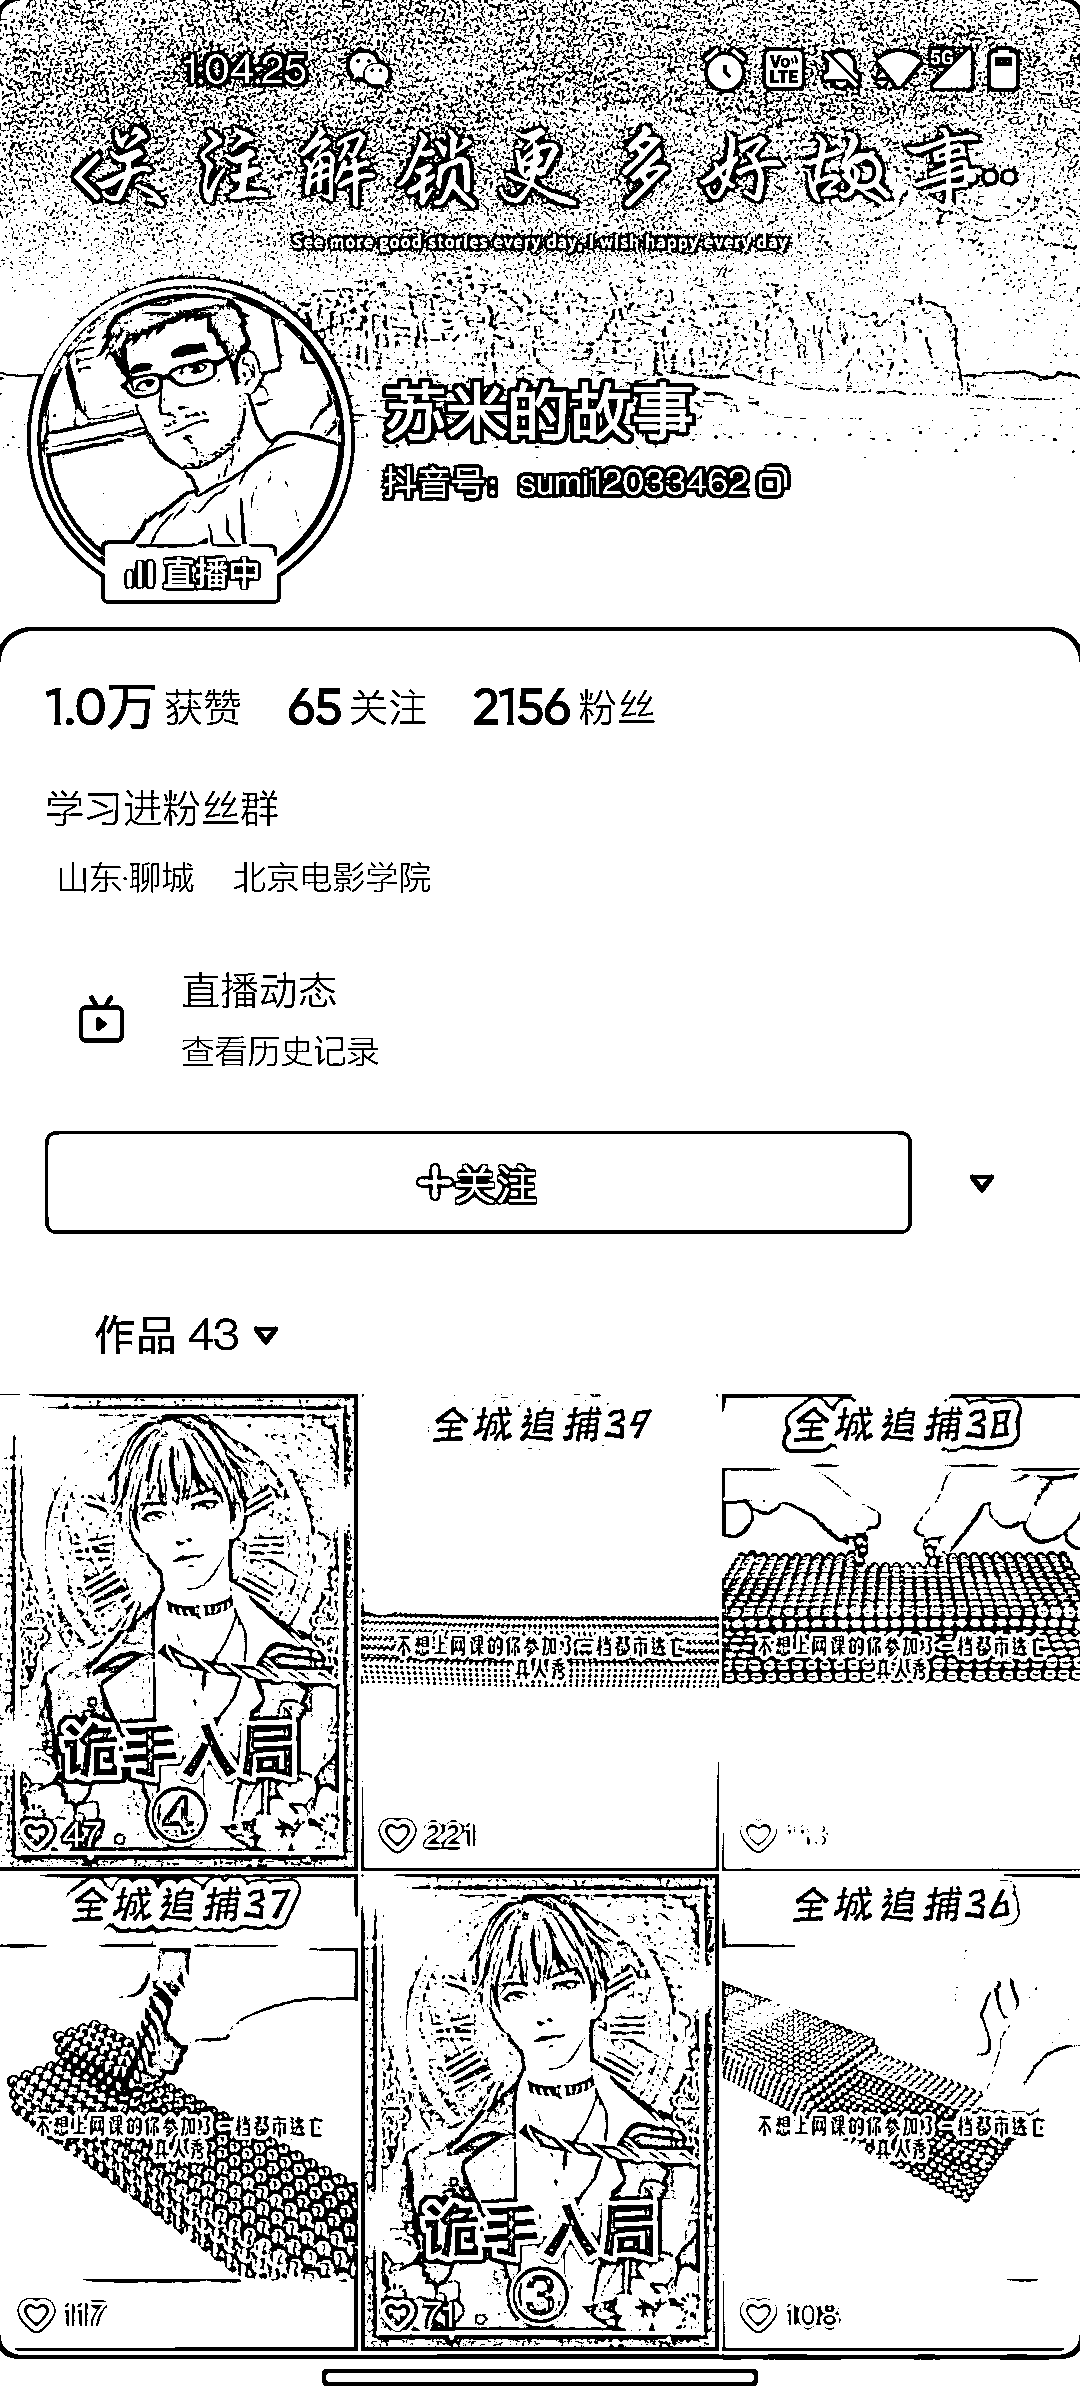 1:04:25
Vo)) LTE 5G
关注解锁更多好故事
See more good stories every day, I wish happy every day
苏米的故事
抖音号：sumi12033462
直播中
1.0万 获赞 65 关注 2156 粉丝
学习进粉丝群
山东·聊城 北京电影学院
直播动态
查看历史记录
+关注
作品 43
诡手入局
④
47
全城追捕39
不想上网课的你参加了一档都市逃亡
真人秀
221
全城追捕38
不想上网课的你参加了一档都市逃亡
真人秀
全城追捕37
不想上网课的你参加了一档都市逃亡
真人秀
117
诡手入局
③
71
全城追捕36
不想上网课的你参加了一档都市逃亡
真人秀
108